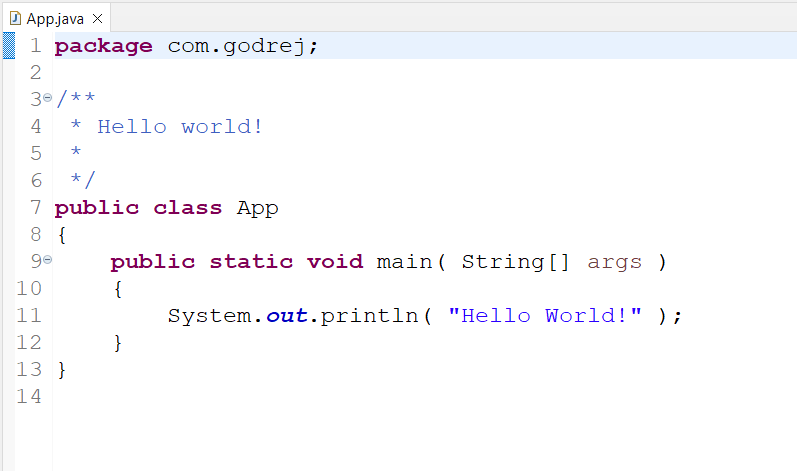 App.java
1 package com.godrej;
2
3 /**
4  * Hello world!
5  *
6  */
7 public class App
8 {
9     public static void main( String[] args )
10     {
11         System.out.println( "Hello World!" );
12     }
13 }
14